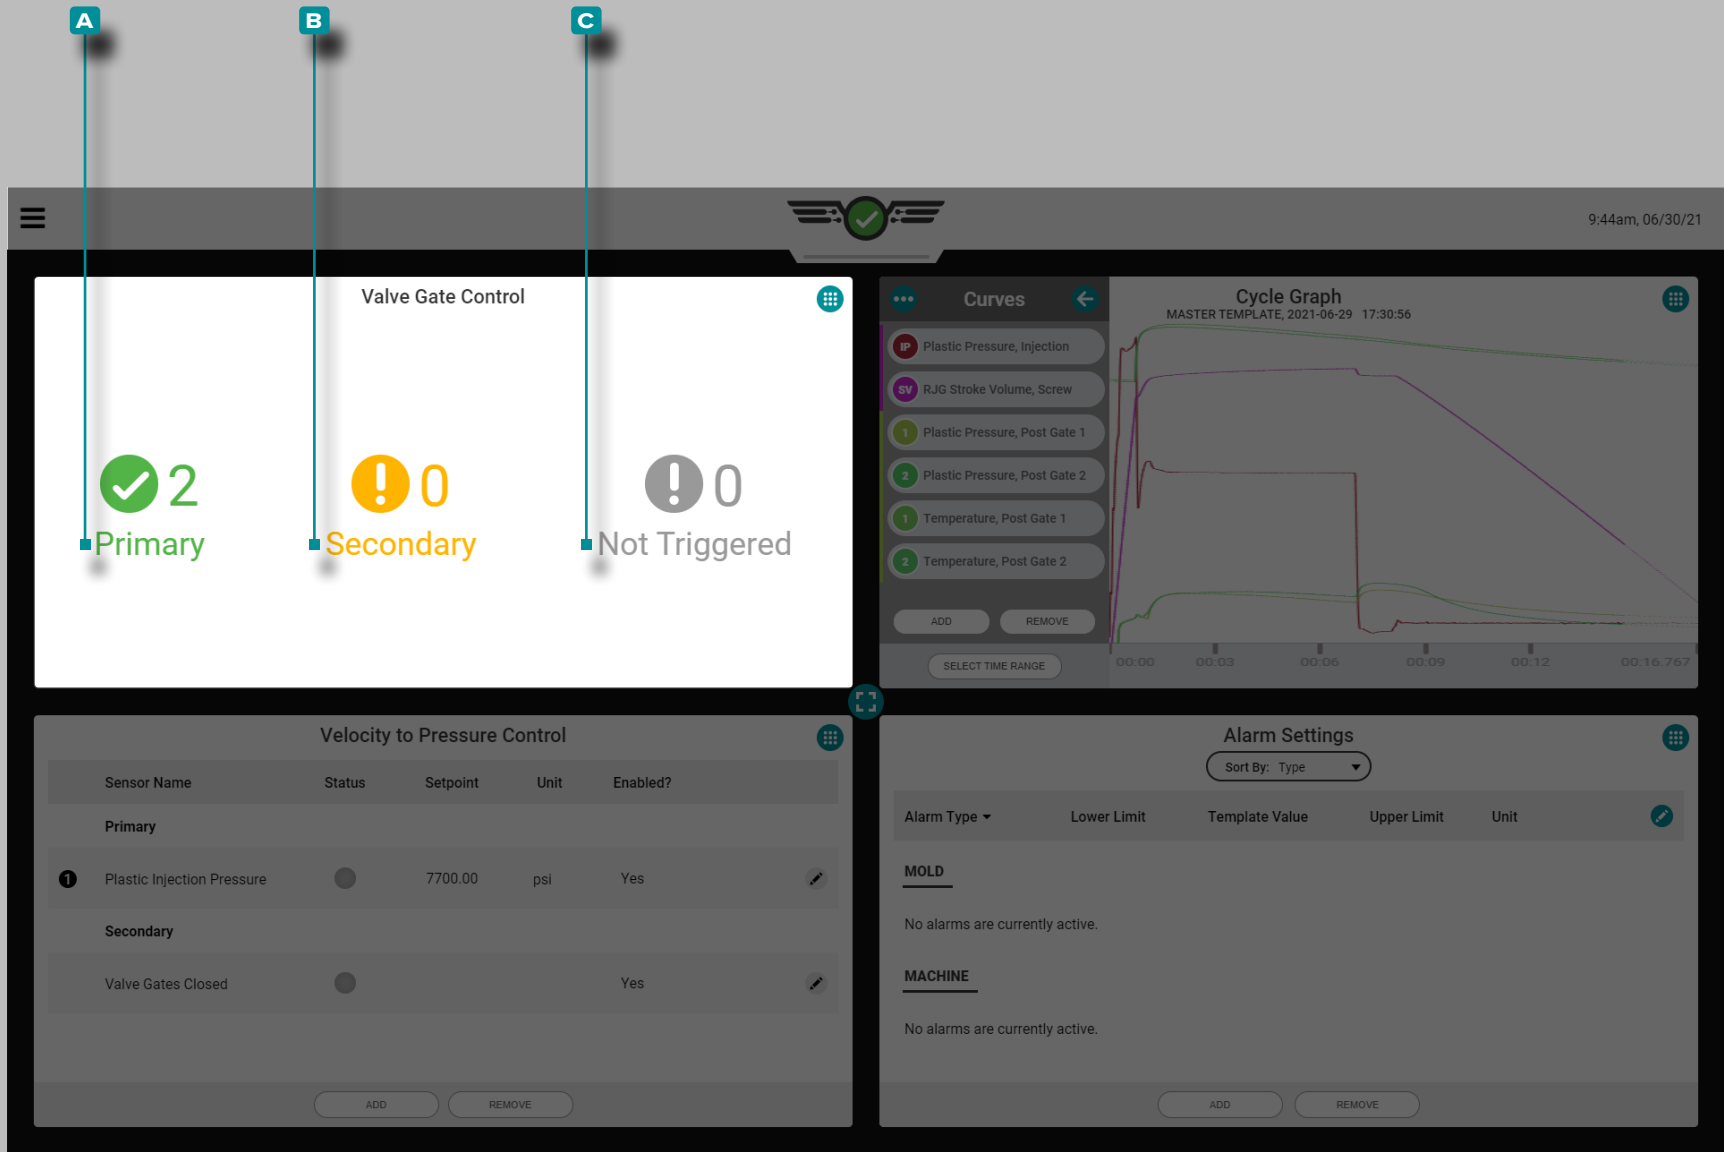 A B C
9:44am, 06/30/21
Valve Gate Control
2 0 0
Primary Secondary Not Triggered
Curves
IP Plastic Pressure, Injection
SV RJG Stroke Volume, Screw
1 Plastic Pressure, Post Gate 1
2 Plastic Pressure, Post Gate 2
1 Temperature, Post Gate 1
2 Temperature, Post Gate 2
ADD REMOVE
SELECT TIME RANGE
Cycle Graph
MASTER TEMPLATE, 2021-06-29 17:30:56
00:00 00:03 00:06 00:09 00:12 00:16.767
Velocity to Pressure Control
Sensor Name Status Setpoint Unit Enabled?
Primary
1 Plastic Injection Pressure 7700.00 psi Yes
Secondary
Valve Gates Closed Yes
ADD REMOVE
Alarm Settings
Sort By: Type
Alarm Type Lower Limit Template Value Upper Limit Unit
MOLD
No alarms are currently active.
MACHINE
No alarms are currently active.
ADD REMOVE